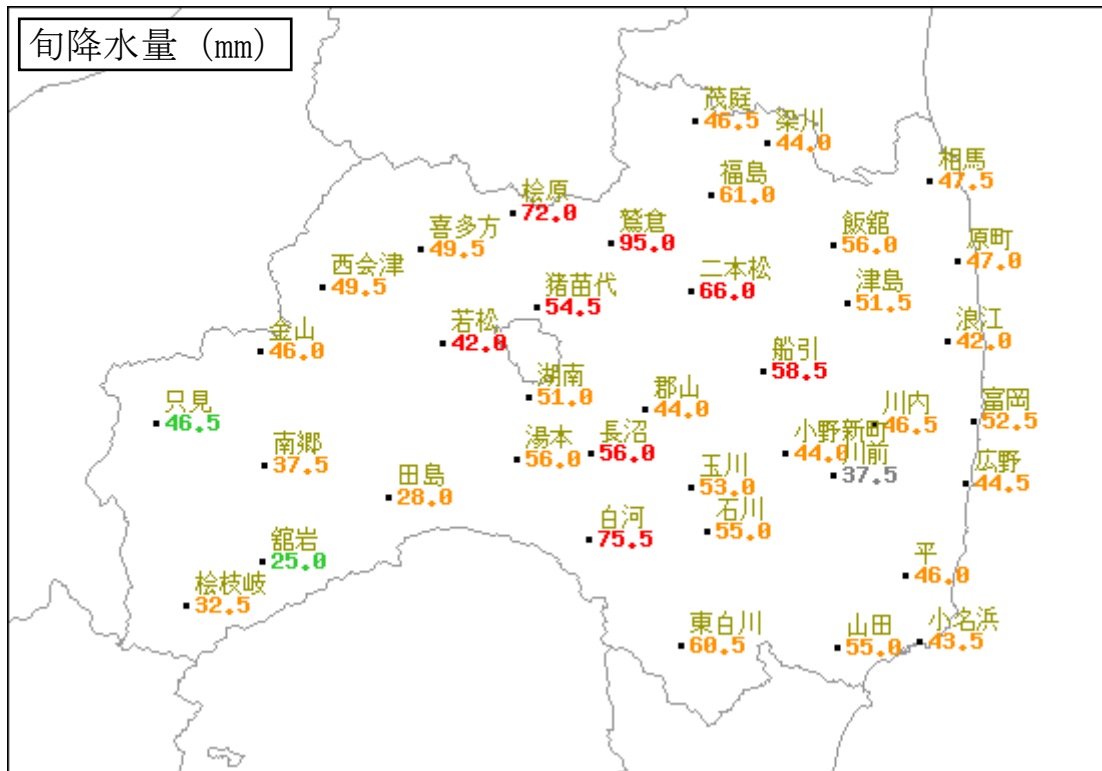 旬降水量 (mm)
茂庭
46.5
梁川
44.0
相馬
47.5
福島
61.0
桧原
72.0
鷲倉
95.0
喜多方
49.5
飯舘
56.0
原町
47.0
西会津
49.5
二本松
66.0
津島
51.5
猪苗代
54.5
若松
42.0
浪江
42.0
金山
46.0
船引
58.5
湖南
51.0
郡山
44.0
只見
46.5
川内
46.5
富岡
52.5
南郷
37.5
湯本
56.0
長沼
56.0
小野新町
44.0
川前
37.5
広野
44.5
田島
28.0
玉川
53.0
石川
55.0
白河
75.5
舘岩
25.0
平
46.0
桧枝岐
32.5
東白川
60.5
山田
55.0
小名浜
43.5